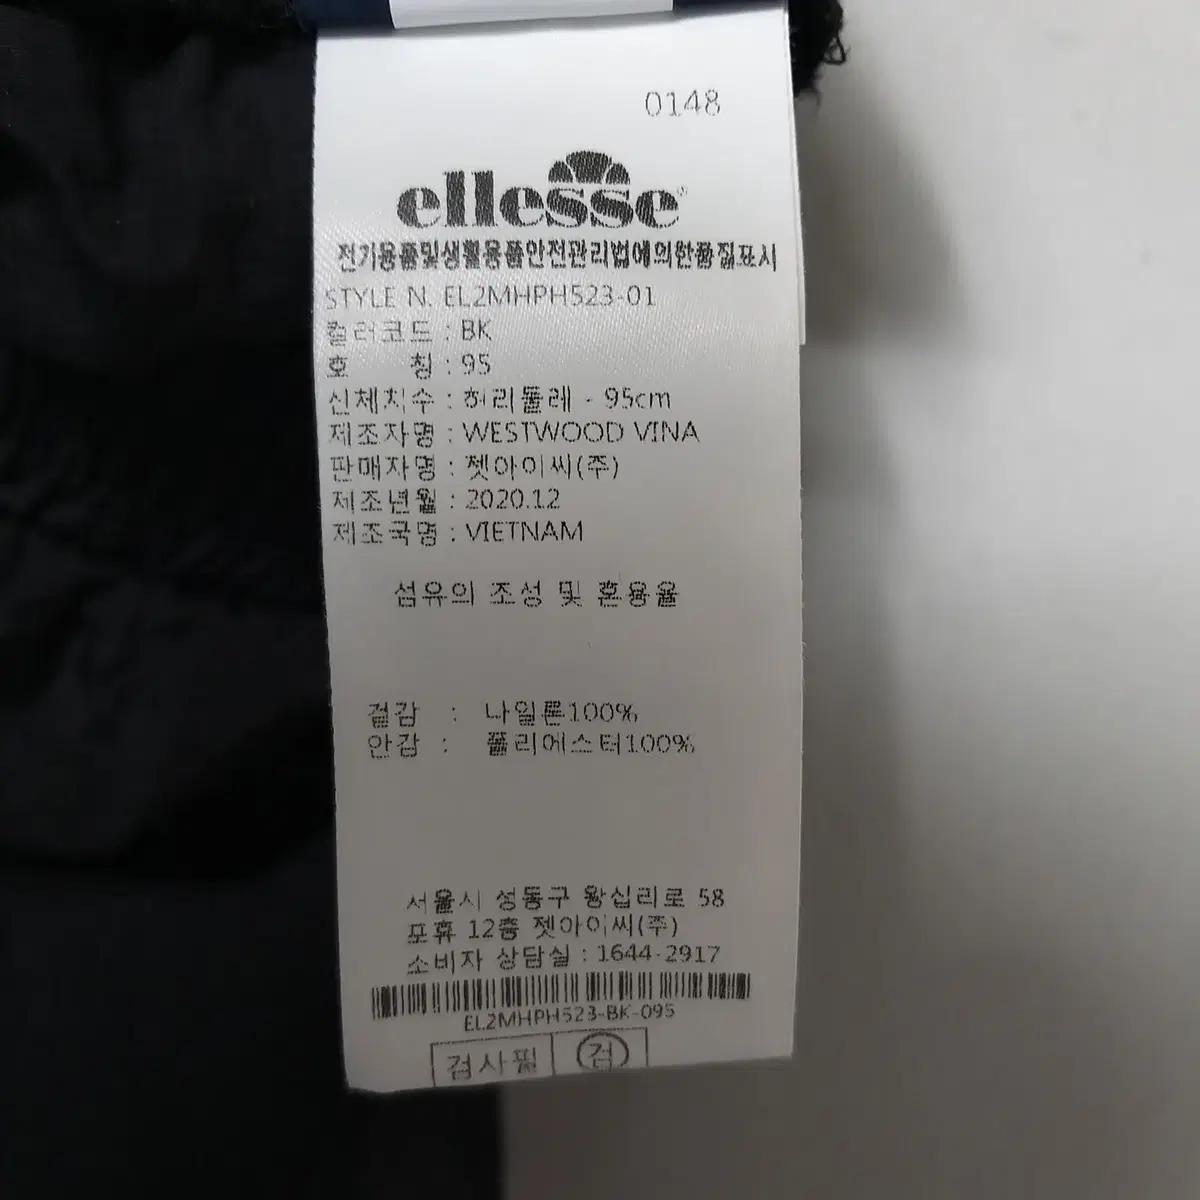 0148
ellesse
전기용품및생활용품안전관리법에의한품질표시
STYLE N. EL2MHPH523-01
컬러코드 : BK
호 칭 : 95
신체치수 : 허리둘레 - 95cm
제조자명 : WESTWOOD VINA
판매자명 : 젯아이씨(주)
제조년월 : 2020.12
제조국명 : VIETNAM
섬유의 조성 및 혼용율
겉감 : 나일론100%
안감 : 폴리에스터100%
서울시 성동구 왕십리로 58
포휴 12층 젯아이씨(주)
소비자 상담실 : 1644-2917
EL2MHPH523-BK-095
검사필 검